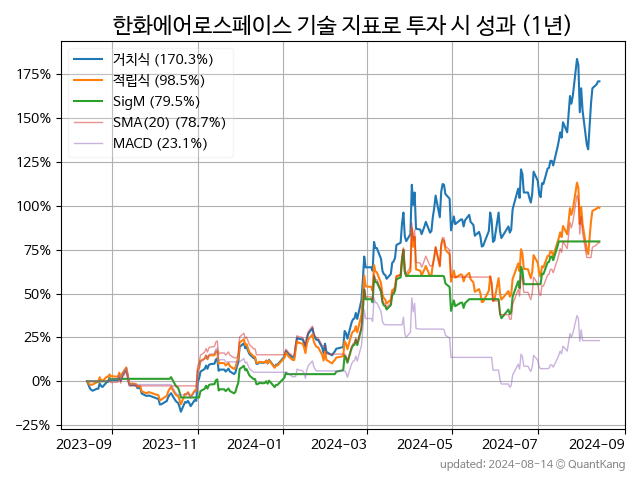 한화에어로스페이스 기술 지표로 투자 시 성과 (1년)
거치식 (170.3%)
적립식 (98.5%)
SigM (79.5%)
SMA(20) (78.7%)
MACD (23.1%)
175%
150%
125%
100%
75%
50%
25%
0%
−25%
2023-09 2023-11 2024-01 2024-03 2024-05 2024-07 2024-09
updated: 2024-08-14 © QuantKang